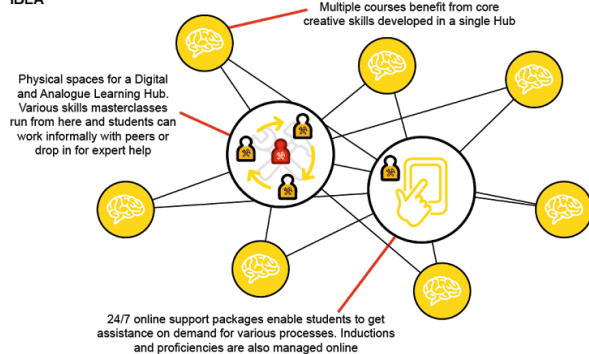 IDEA
Multiple courses benefit from core
creative skills developed in a single Hub
Physical spaces for a Digital
and Analogue Learning Hub.
Various skills masterclasses
run from here and students can
work informally with peers or
drop in for expert help
24/7 online support packages enable students to get
assistance on demand for various processes. Inductions
and proficiencies are also managed online